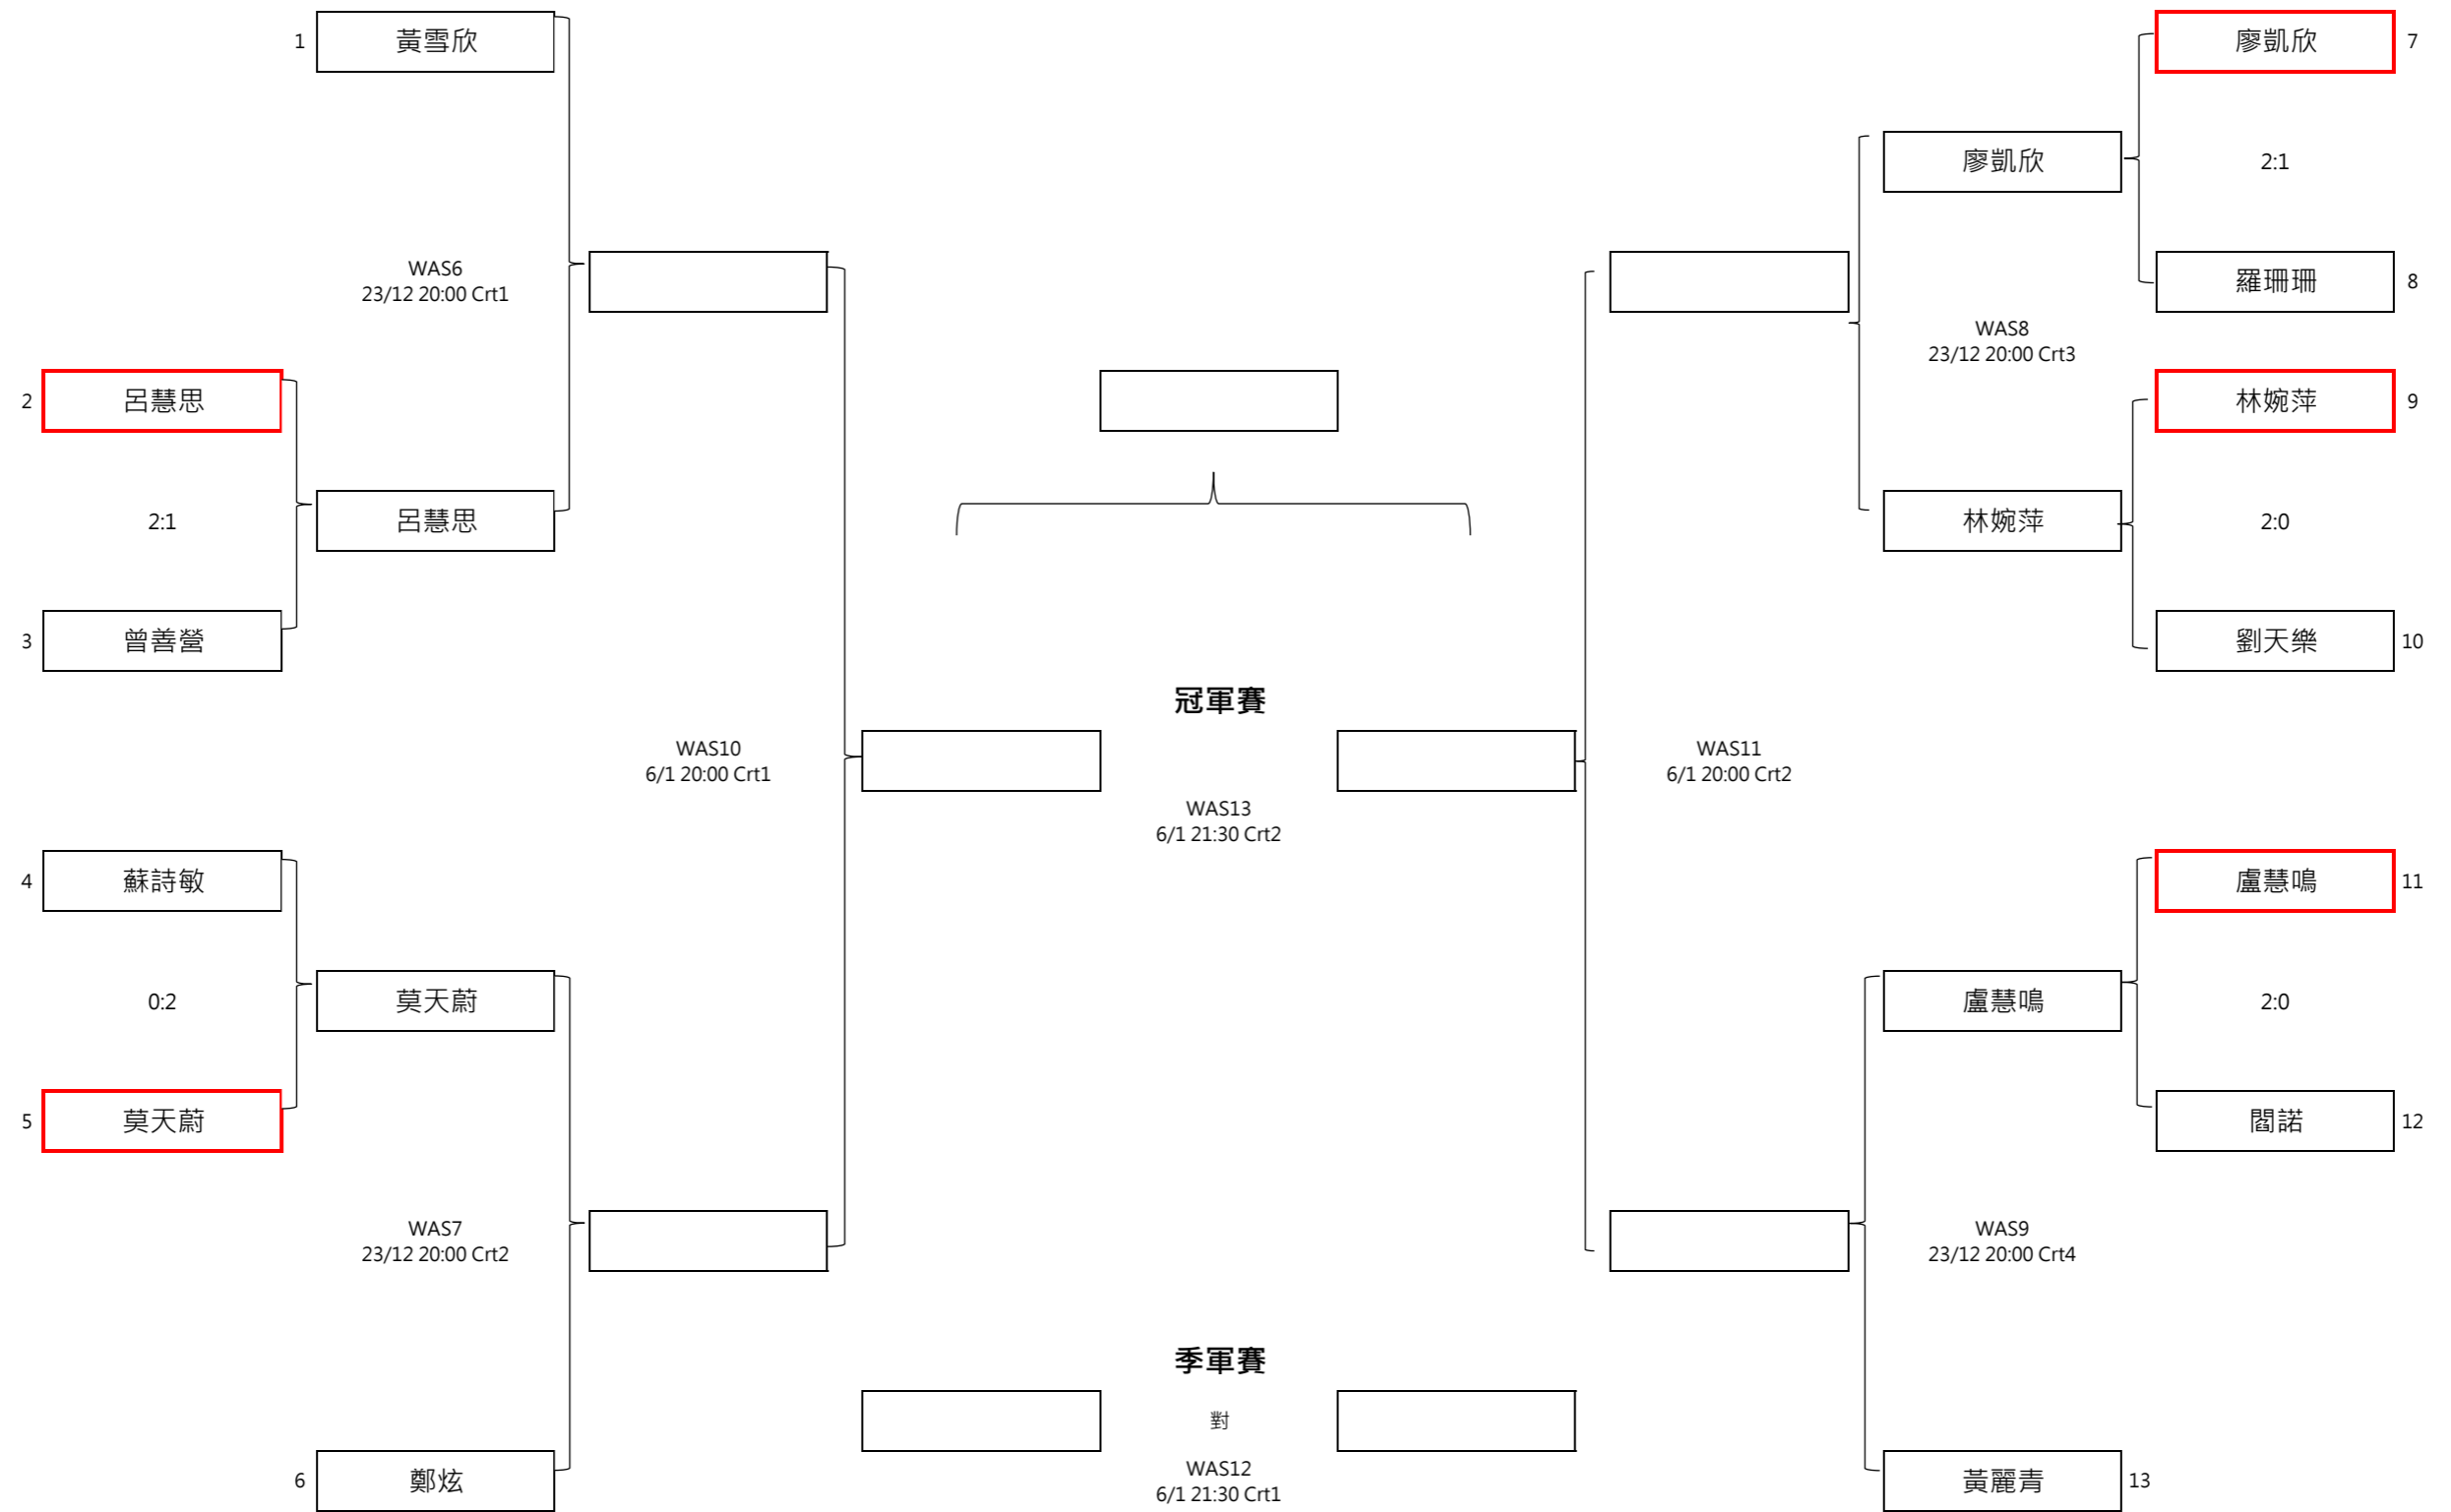 1
黃雪欣
廖凱欣
7
廖凱欣
2:1
WAS6
23/12 20:00 Crt1
羅珊珊
8
WAS8
23/12 20:00 Crt3
2
呂慧思
林婉萍
9
2:1
呂慧思
林婉萍
2:0
3
曾善營
劉天樂
10
冠軍賽
WAS10
6/1 20:00 Crt1
WAS11
6/1 20:00 Crt2
WAS13
6/1 21:30 Crt2
4
蘇詩敏
盧慧鳴
11
0:2
莫天蔚
盧慧鳴
2:0
5
莫天蔚
閻諾
12
WAS7
23/12 20:00 Crt2
WAS9
23/12 20:00 Crt4
季軍賽
對
6
鄭炫
WAS12
6/1 21:30 Crt1
黃麗青
13